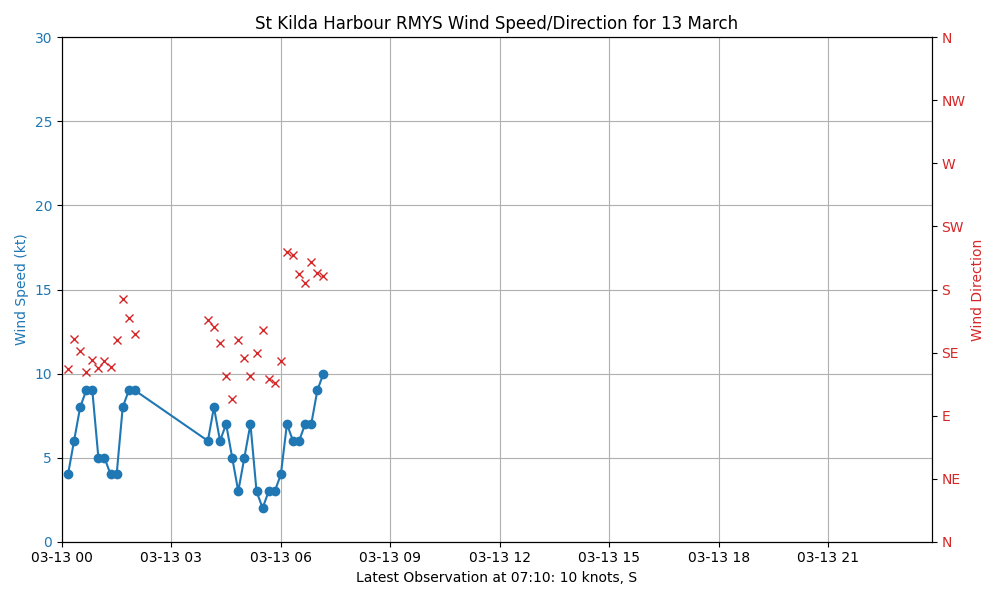 St Kilda Harbour RMYS Wind Speed/Direction for 13 March
30
25
20
15
10
5
0
Wind Speed (kt)
N
NW
W
SW
S
SE
E
NE
N
Wind Direction
03-13 00 03-13 03 03-13 06 03-13 09 03-13 12 03-13 15 03-13 18 03-13 21
Latest Observation at 07:10: 10 knots, S